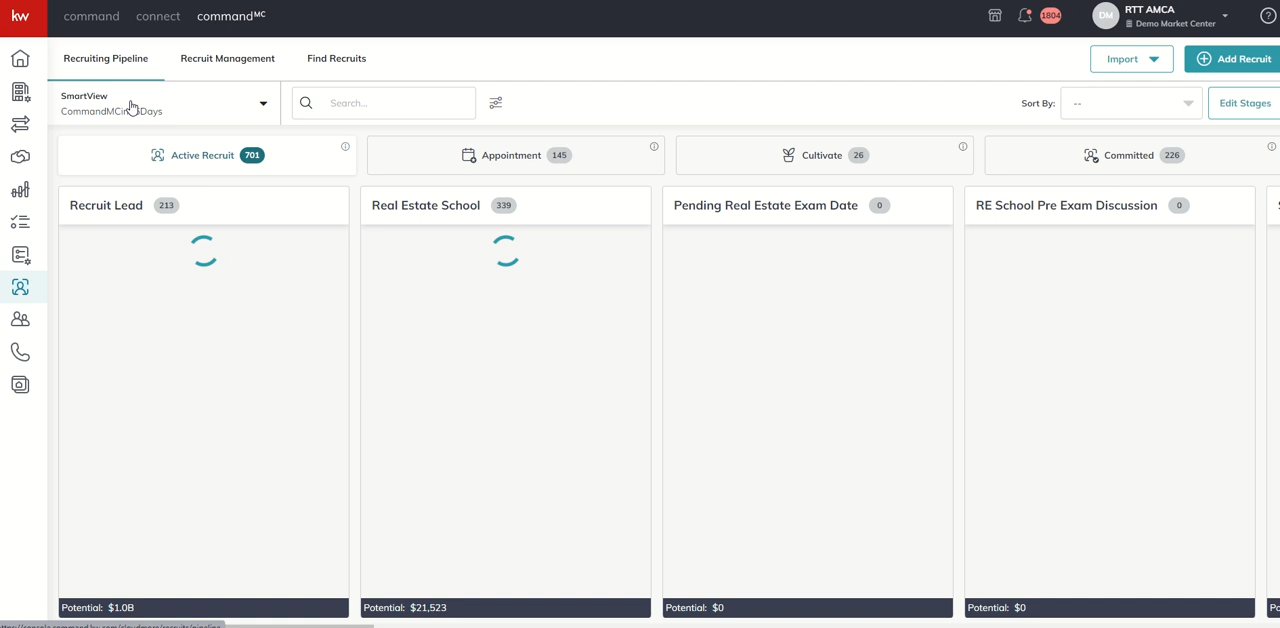 kw command connect commandMC 1804 DM RTT AMCA
Demo Market Center
Recruiting Pipeline Recruit Management Find Recruits Import Add Recruit
SmartView
Search... Sort By: -- Edit Stages
Active Recruit 701 Appointment 145 Cultivate 26 Committed 226
Recruit Lead 213 Real Estate School 339 Pending Real Estate Exam Date 0 RE School Pre Exam Discussion 0
Potential: $1.0B Potential: $21,523 Potential: $0 Potential: $0